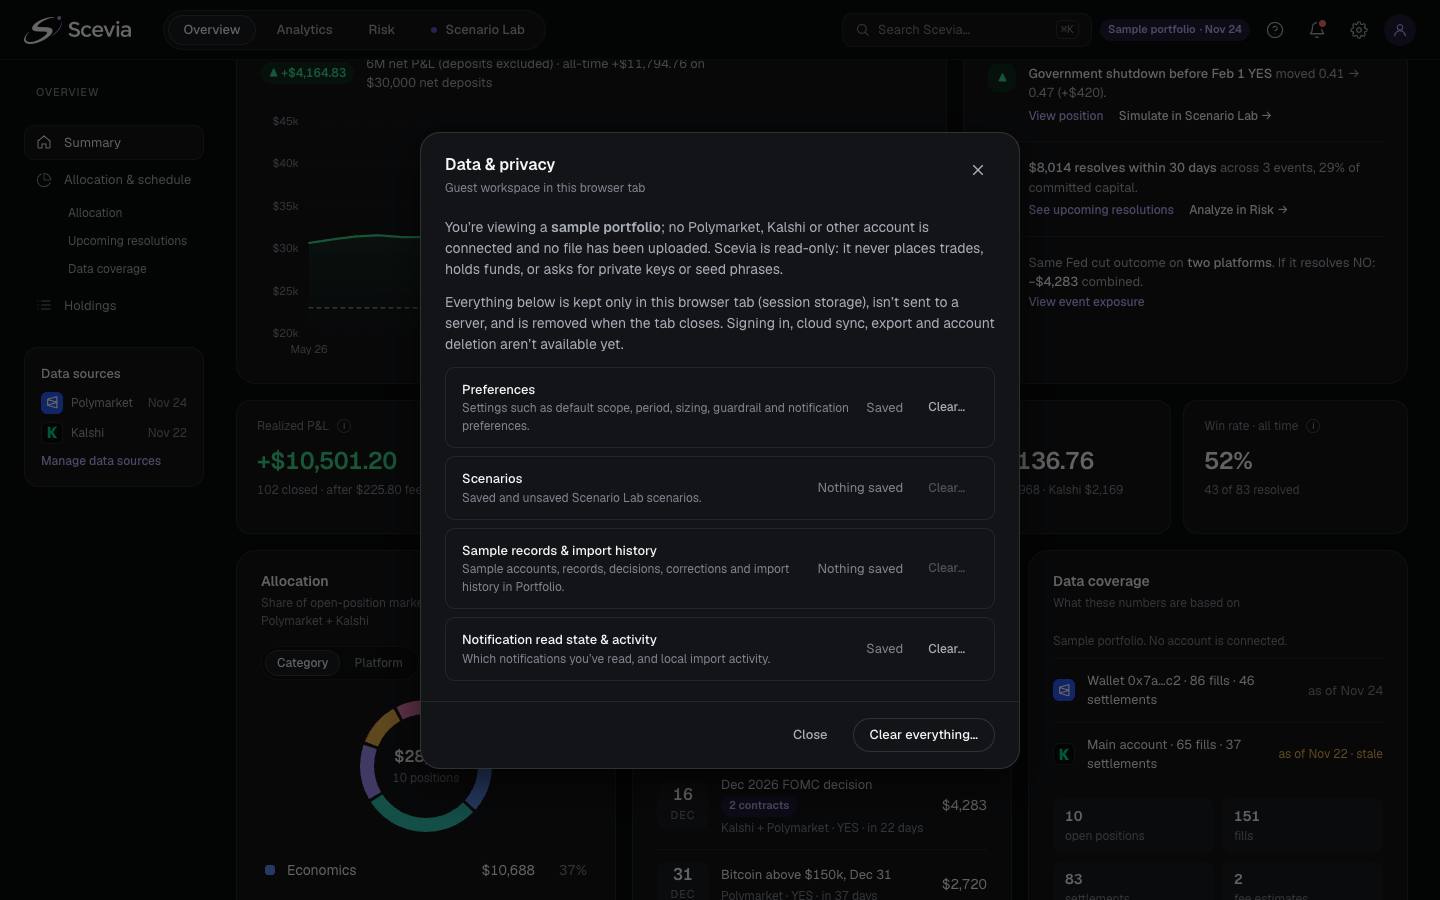 Scevia
Overview
Analytics
Risk
Scenario Lab
Search Scevia...
⌘K
Sample portfolio · Nov 24
OVERVIEW
Summary
Allocation & schedule
Allocation
Upcoming resolutions
Data coverage
Holdings
Data sources
Polymarket Nov 24
Kalshi Nov 22
Manage data sources
▲ +$4,164.83
6M net P&L (deposits excluded) · all-time +$11,794.76 on
$30,000 net deposits
$45k
$40k
$35k
$30k
$25k
$20k
May 26
Government shutdown before Feb 1 YES moved 0.41 →
0.47 (+$420).
View position Simulate in Scenario Lab →
$8,014 resolves within 30 days across 3 events, 29% of
committed capital.
See upcoming resolutions Analyze in Risk →
Same Fed cut outcome on two platforms. If it resolves NO:
−$4,283 combined.
View event exposure
Data & privacy
Guest workspace in this browser tab
You're viewing a sample portfolio; no Polymarket, Kalshi or other account is
connected and no file has been uploaded. Scevia is read-only: it never places trades,
holds funds, or asks for private keys or seed phrases.
Everything below is kept only in this browser tab (session storage), isn't sent to a
server, and is removed when the tab closes. Signing in, cloud sync, export and account
deletion aren't available yet.
Preferences
Settings such as default scope, period, sizing, guardrail and notification
preferences.
Saved Clear...
Scenarios
Saved and unsaved Scenario Lab scenarios.
Nothing saved Clear...
Sample records & import history
Sample accounts, records, decisions, corrections and import
history in Portfolio.
Nothing saved Clear...
Notification read state & activity
Which notifications you've read, and local import activity.
Saved Clear...
Close
Clear everything...
Realized P&L
+$10,501.20
102 closed · after $225.80 fee
136.76
968 · Kalshi $2,169
Win rate · all time
52%
43 of 83 resolved
Allocation
Share of open-position marke
Polymarket + Kalshi
Category Platform
$28
10 positions
Economics $10,688 37%
16
DEC
Dec 2026 FOMC decision
2 contracts
Kalshi + Polymarket · YES · in 22 days
$4,283
31
DEC
Bitcoin above $150k, Dec 31
Polymarket · YES · in 37 days
$2,720
Data coverage
What these numbers are based on
Sample portfolio. No account is connected.
Wallet 0x7a...c2 · 86 fills · 46
settlements
as of Nov 24
Main account · 65 fills · 37
settlements
as of Nov 22 · stale
10
open positions
151
fills
83
settlements
2
fee estimates